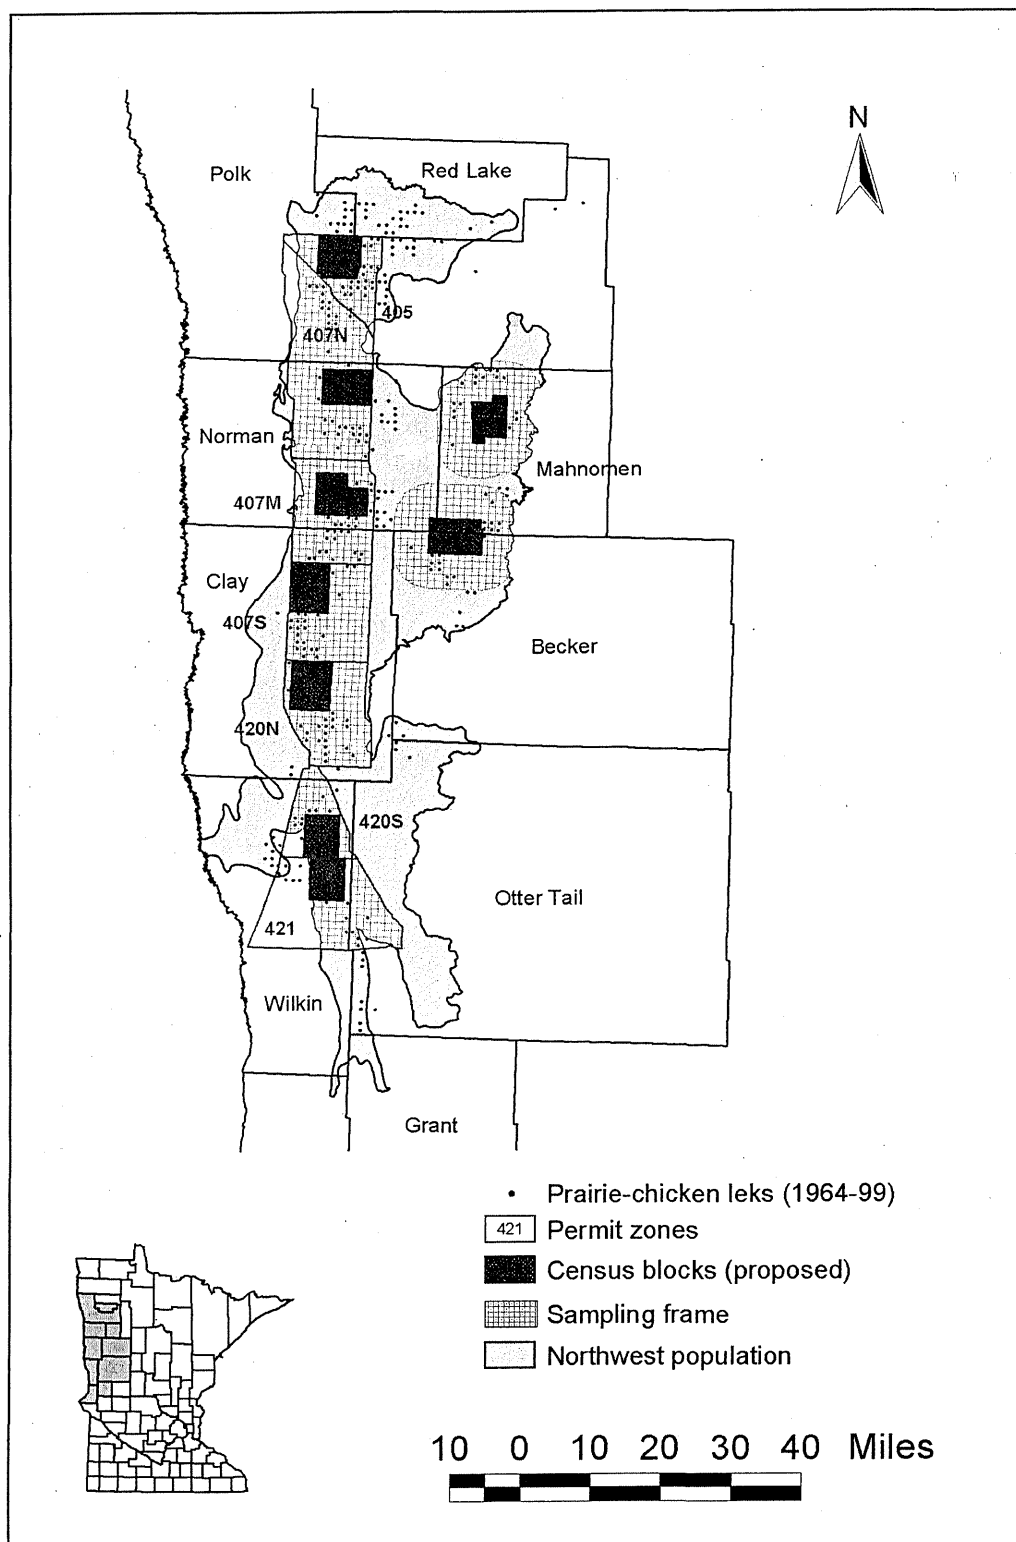 N
Polk
Red Lake
405
407N
Norman
Mahnomen
407M
Clay
407S
Becker
420N
420S
Otter Tail
421
Wilkin
Grant
Prairie-chicken leks (1964-99)
421 Permit zones
Census blocks (proposed)
Sampling frame
Northwest population
10 0 10 20 30 40 Miles